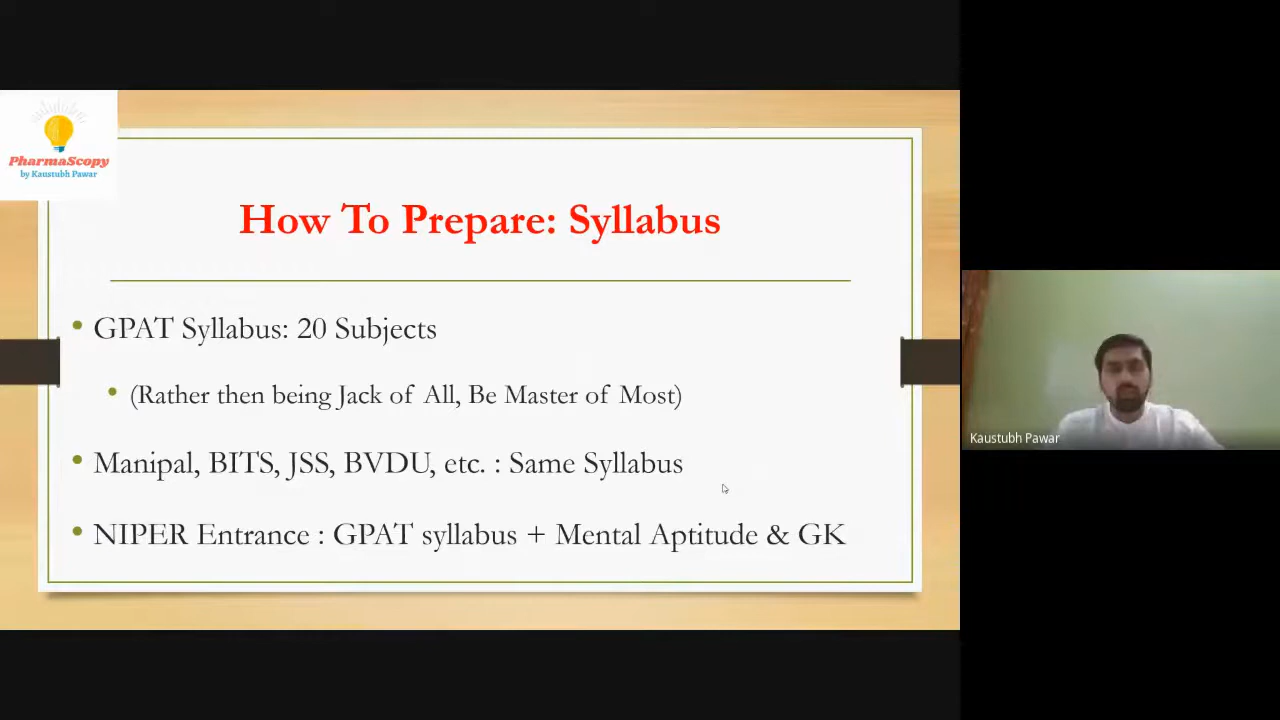 PharmaScopy
by Kaustubh Pawar
How To Prepare: Syllabus
• GPAT Syllabus: 20 Subjects
• (Rather then being Jack of All, Be Master of Most)
• Manipal, BITS, JSS, BVDU, etc. : Same Syllabus
• NIPER Entrance : GPAT syllabus + Mental Aptitude & GK
Kaustubh Pawar